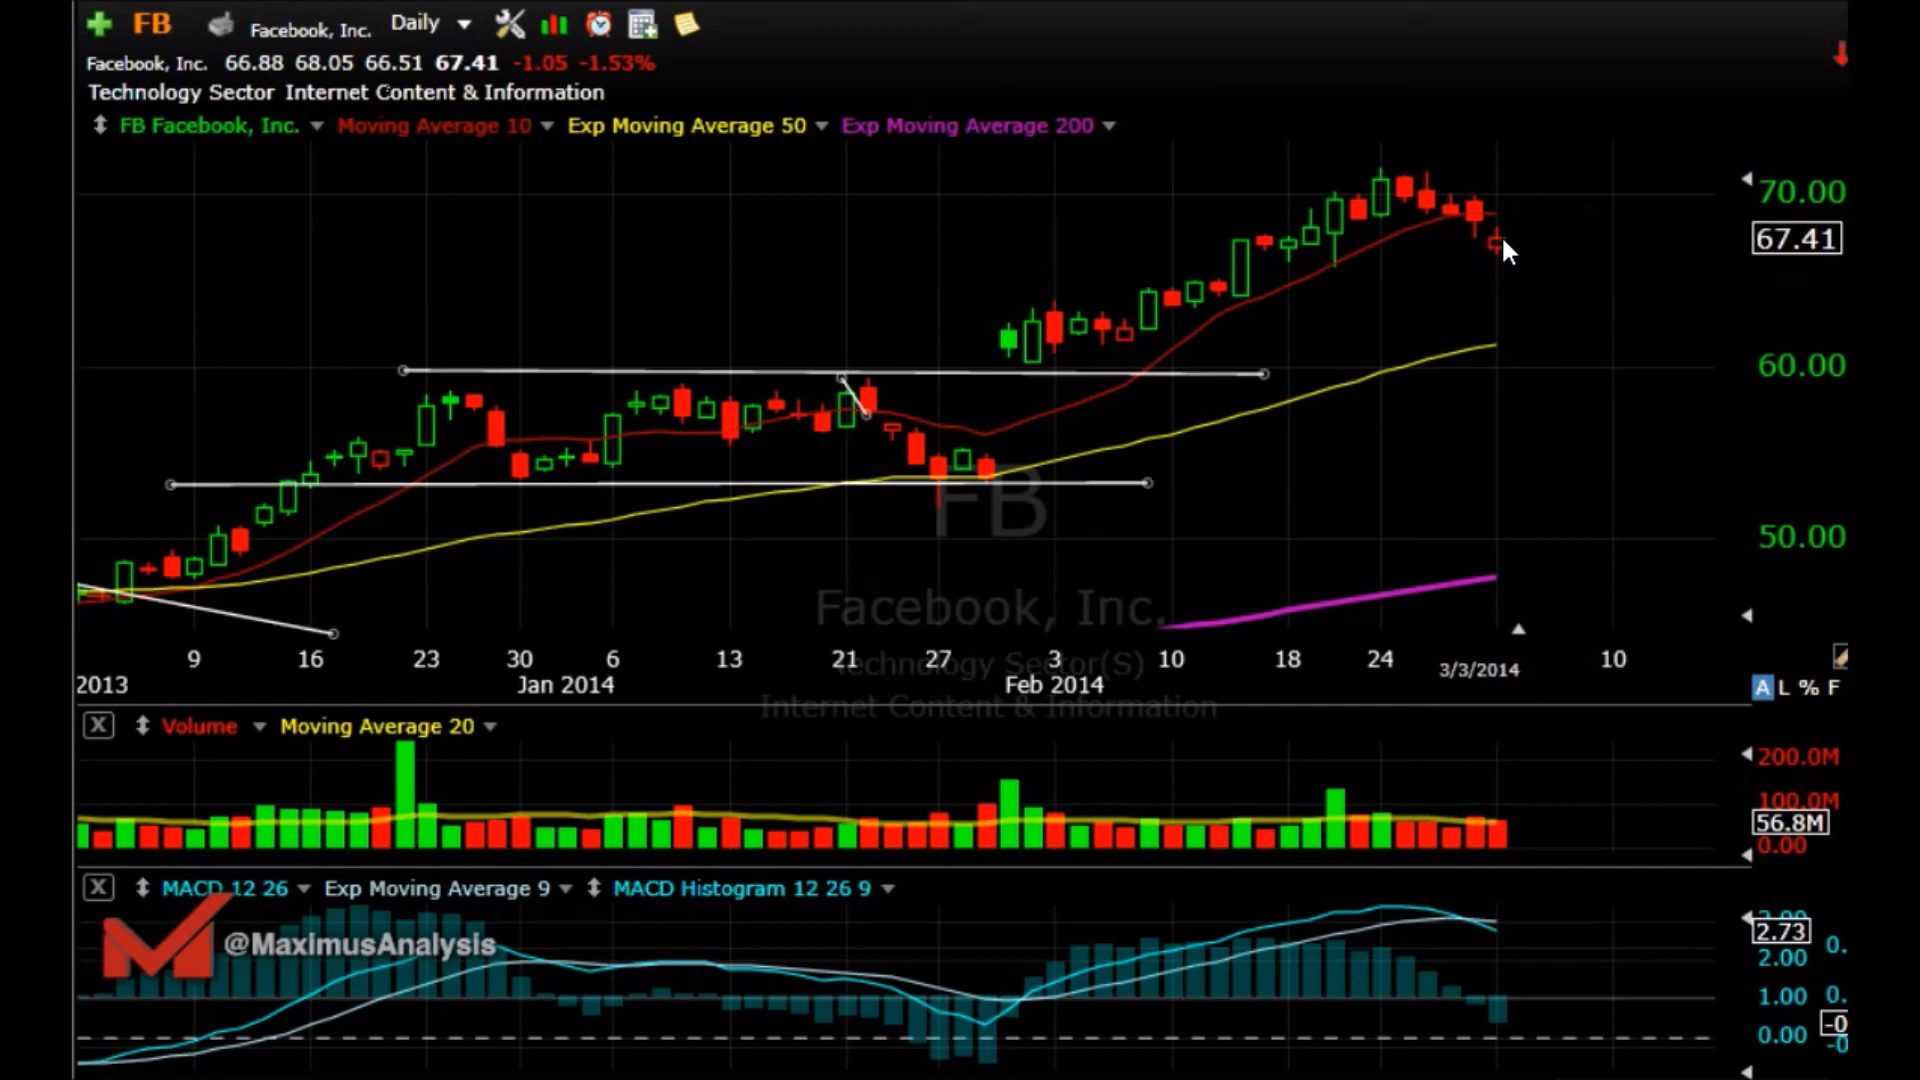 FB Facebook, Inc. Daily
Facebook, Inc. 66.88 68.05 66.51 67.41 -1.05 -1.53%
Technology Sector Internet Content & Information
FB Facebook, Inc. Moving Average 10 Exp Moving Average 50 Exp Moving Average 200
70.00
67.41
60.00
50.00
FB
Facebook, Inc.
Technology Sector(S)
Internet Content & Information
9 16 23 30 6 13 21 27 3 10 18 24 3/3/2014 10
2013 Jan 2014 Feb 2014
A L % F
X Volume Moving Average 20
200.0M
100.0M
56.8M
0.00
X MACD 12 26 Exp Moving Average 9 MACD Histogram 12 26 9
@MaximusAnalysis
2.73 0.
2.00
1.00 0.
0.00 -0
-0